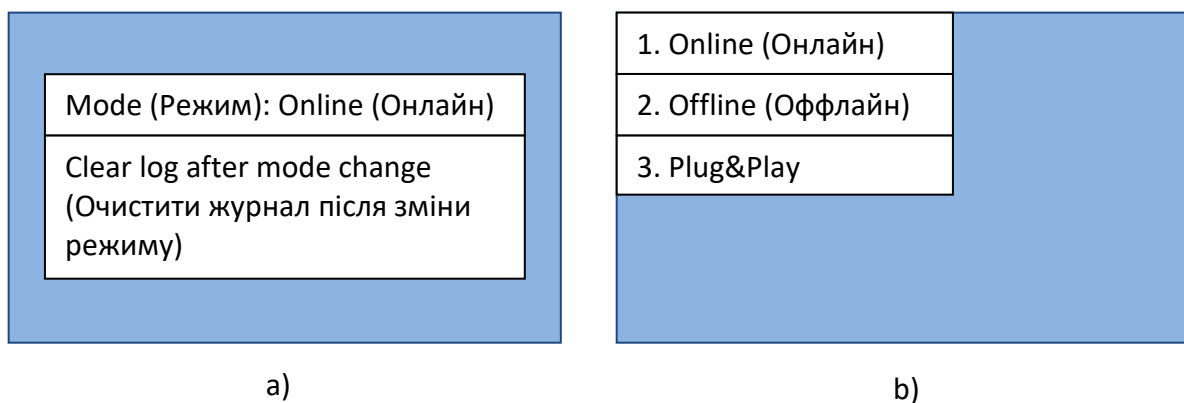 Mode (Режим): Online (Онлайн)
Clear log after mode change
(Очистити журнал після зміни
режиму)
a)
1. Online (Онлайн)
2. Offline (Оффлайн)
3. Plug&Play
b)